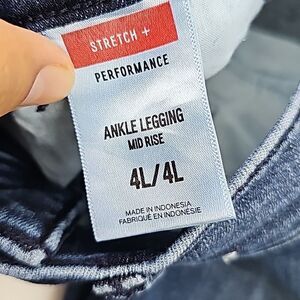 STRETCH +
PERFORMANCE
ANKLE LEGGING
MID RISE
4L/4L
MADE IN INDONESIA
FABRIQUÉ EN INDONÉSIE